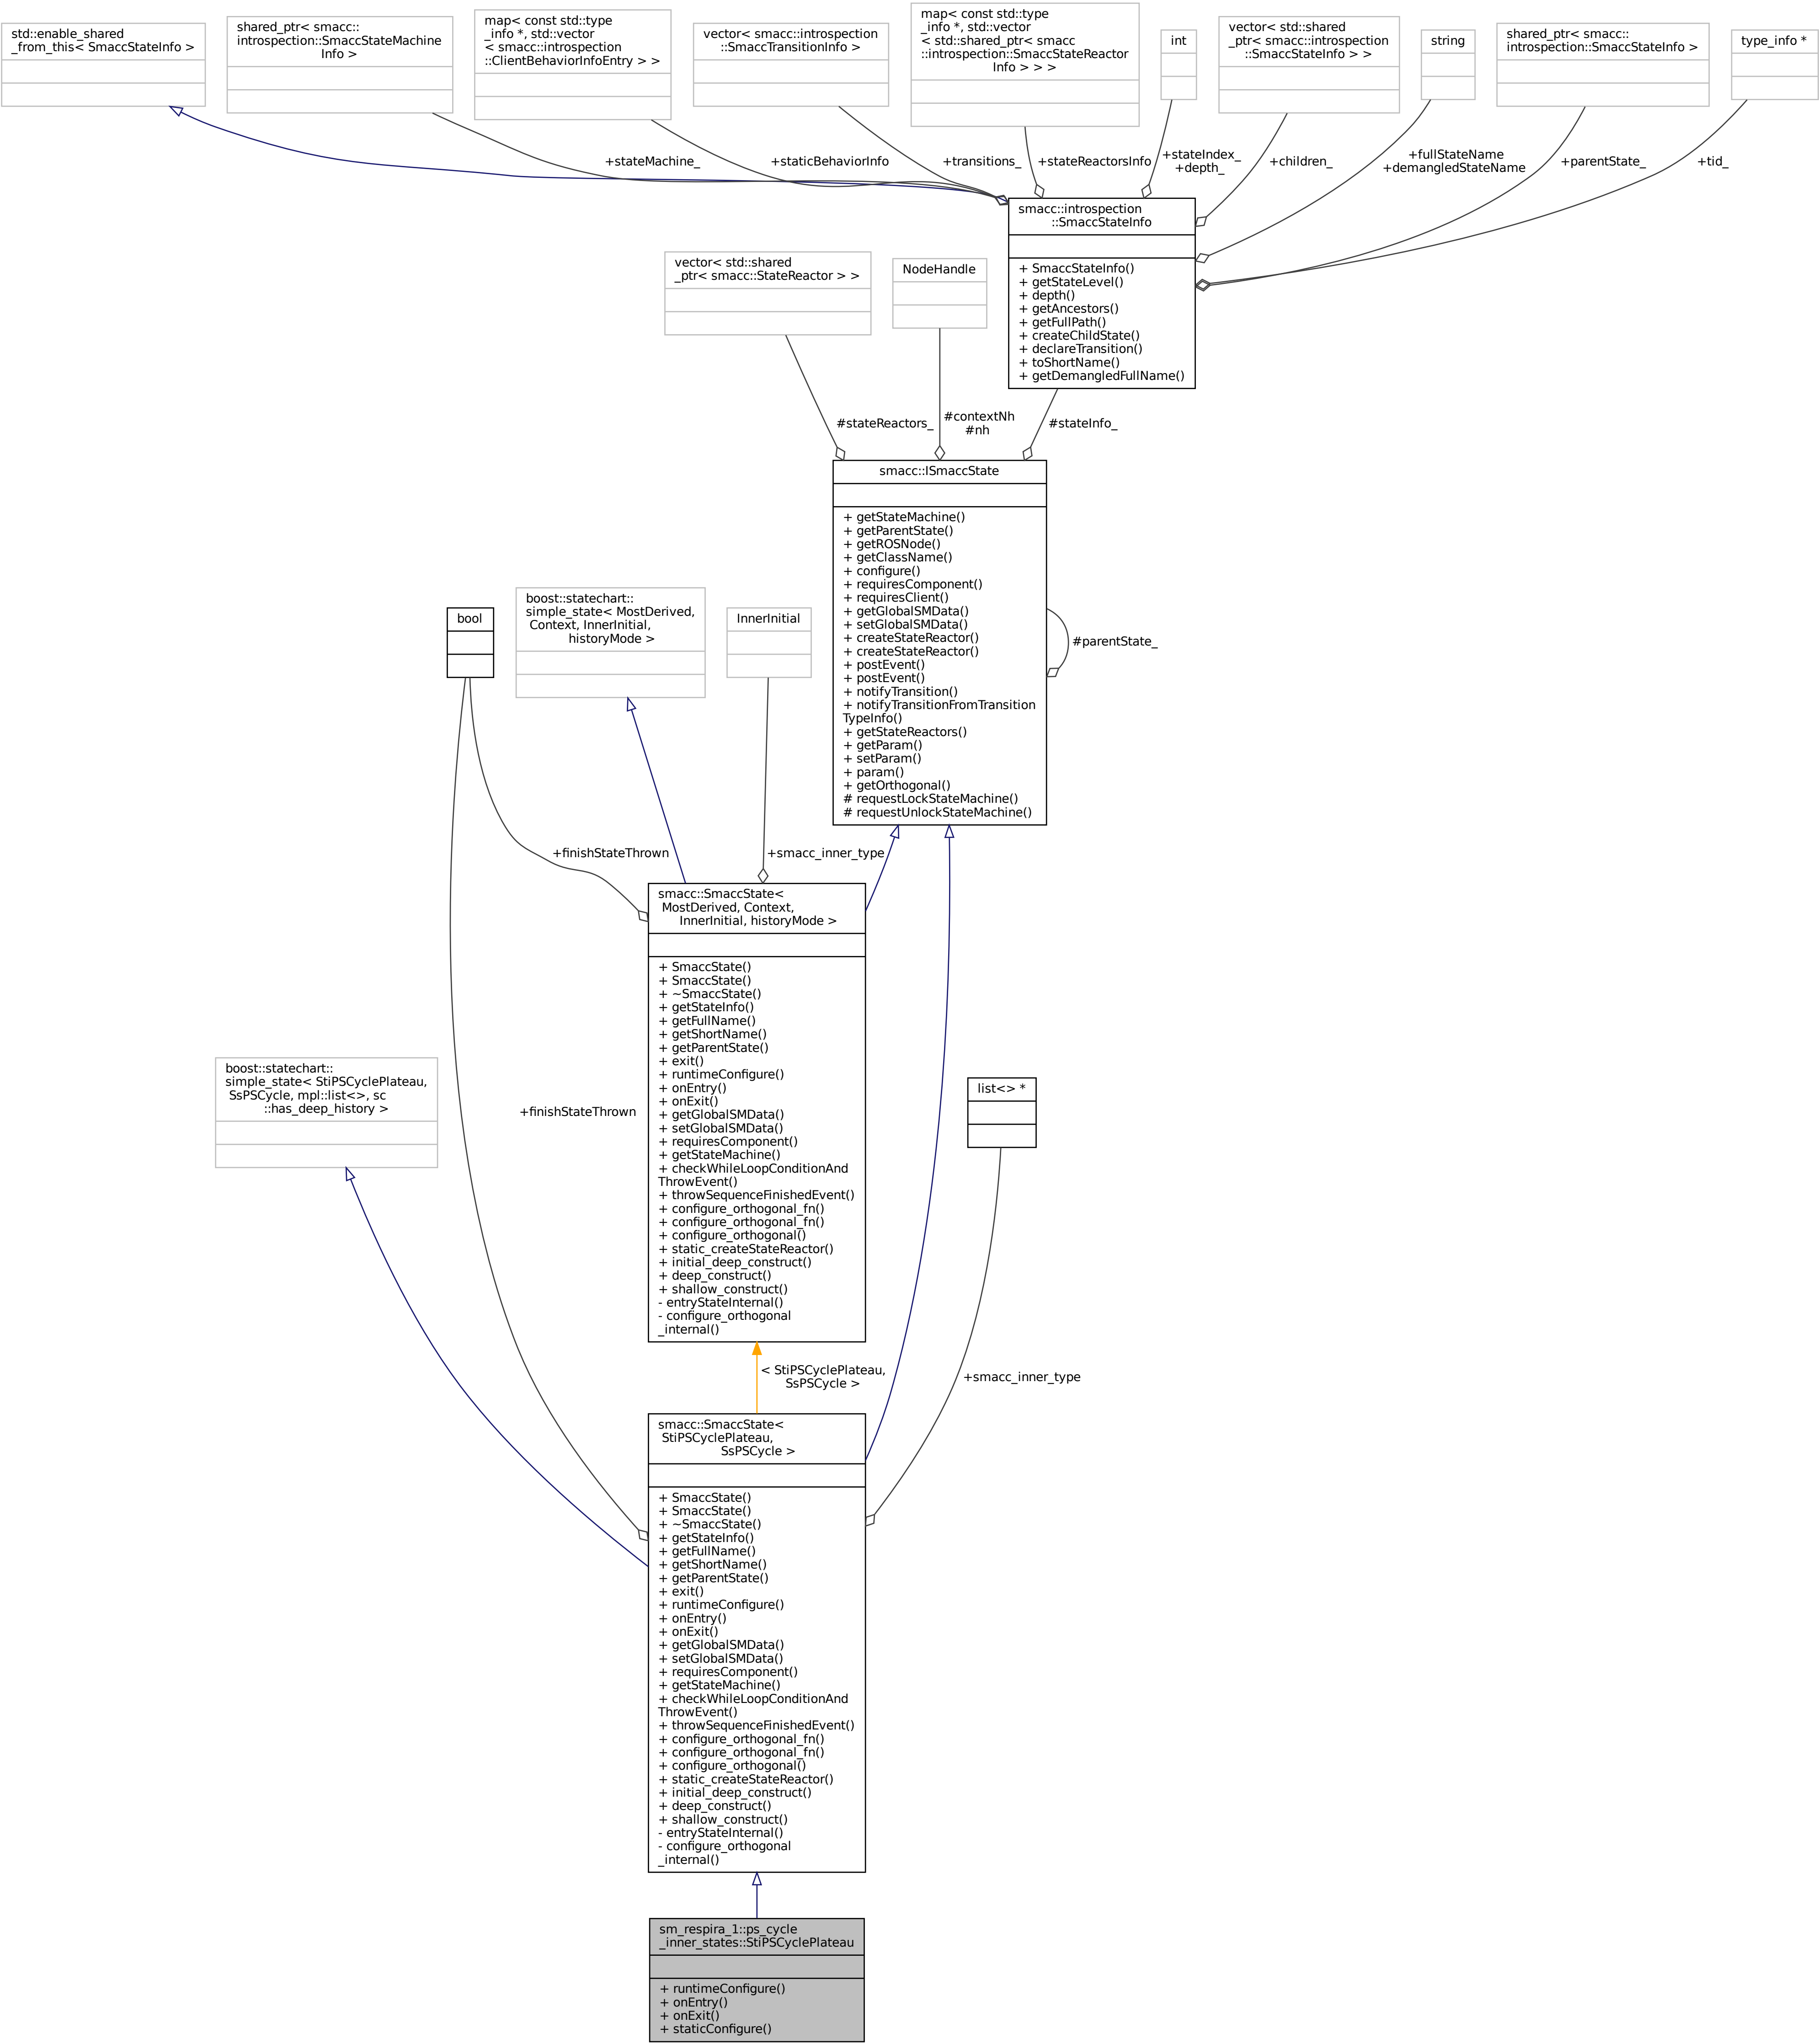 std::enable_shared
_from_this< SmaccStateInfo >
shared_ptr< smacc::
introspection::SmaccStateMachine
Info >
map< const std::type
_info *, std::vector
< smacc::introspection
::ClientBehaviorInfoEntry > >
vector< smacc::introspection
::SmaccTransitionInfo >
map< const std::type
_info *, std::vector
< std::shared_ptr< smacc
::introspection::SmaccStateReactor
Info > > >
int
vector< std::shared
_ptr< smacc::introspection
::SmaccStateInfo > >
string
shared_ptr< smacc::
introspection::SmaccStateInfo >
type_info *
+stateMachine_
+staticBehaviorInfo
+transitions_
+stateReactorsInfo
+stateIndex_
+depth_
+children_
+fullStateName
+demangledStateName
+parentState_
+tid_
smacc::introspection
::SmaccStateInfo
+ SmaccStateInfo()
+ getStateLevel()
+ depth()
+ getAncestors()
+ getFullPath()
+ createChildState()
+ declareTransition()
+ toShortName()
+ getDemangledFullName()
vector< std::shared
_ptr< smacc::StateReactor > >
NodeHandle
#stateReactors_
#contextNh
#nh
#stateInfo_
smacc::ISmaccState
+ getStateMachine()
+ getParentState()
+ getROSNode()
+ getClassName()
+ configure()
+ requiresComponent()
+ requiresClient()
+ getGlobalSMData()
+ setGlobalSMData()
+ createStateReactor()
+ createStateReactor()
+ postEvent()
+ postEvent()
+ notifyTransition()
+ notifyTransitionFromTransition
TypeInfo()
+ getStateReactors()
+ getParam()
+ setParam()
+ param()
+ getOrthogonal()
# requestLockStateMachine()
# requestUnlockStateMachine()
#parentState_
bool
boost::statechart::
simple_state< MostDerived,
Context, InnerInitial,
historyMode >
InnerInitial
+finishStateThrown
+smacc_inner_type
smacc::SmaccState<
MostDerived, Context,
InnerInitial, historyMode >
+ SmaccState()
+ SmaccState()
+ ~SmaccState()
+ getStateInfo()
+ getFullName()
+ getShortName()
+ getParentState()
+ exit()
+ runtimeConfigure()
+ onEntry()
+ onExit()
+ getGlobalSMData()
+ setGlobalSMData()
+ requiresComponent()
+ getStateMachine()
+ checkWhileLoopConditionAnd
ThrowEvent()
+ throwSequenceFinishedEvent()
+ configure_orthogonal_fn()
+ configure_orthogonal_fn()
+ configure_orthogonal()
+ static_createStateReactor()
+ initial_deep_construct()
+ deep_construct()
+ shallow_construct()
- entryStateInternal()
- configure_orthogonal
_internal()
boost::statechart::
simple_state< StiPSCyclePlateau,
SsPSCycle, mpl::list<>, sc
::has_deep_history >
+finishStateThrown
list<> *
< StiPSCyclePlateau,
SsPSCycle >
+smacc_inner_type
smacc::SmaccState<
StiPSCyclePlateau,
SsPSCycle >
+ SmaccState()
+ SmaccState()
+ ~SmaccState()
+ getStateInfo()
+ getFullName()
+ getShortName()
+ getParentState()
+ exit()
+ runtimeConfigure()
+ onEntry()
+ onExit()
+ getGlobalSMData()
+ setGlobalSMData()
+ requiresComponent()
+ getStateMachine()
+ checkWhileLoopConditionAnd
ThrowEvent()
+ throwSequenceFinishedEvent()
+ configure_orthogonal_fn()
+ configure_orthogonal_fn()
+ configure_orthogonal()
+ static_createStateReactor()
+ initial_deep_construct()
+ deep_construct()
+ shallow_construct()
- entryStateInternal()
- configure_orthogonal
_internal()
sm_respira_1::ps_cycle
_inner_states::StiPSCyclePlateau
+ runtimeConfigure()
+ onEntry()
+ onExit()
+ staticConfigure()